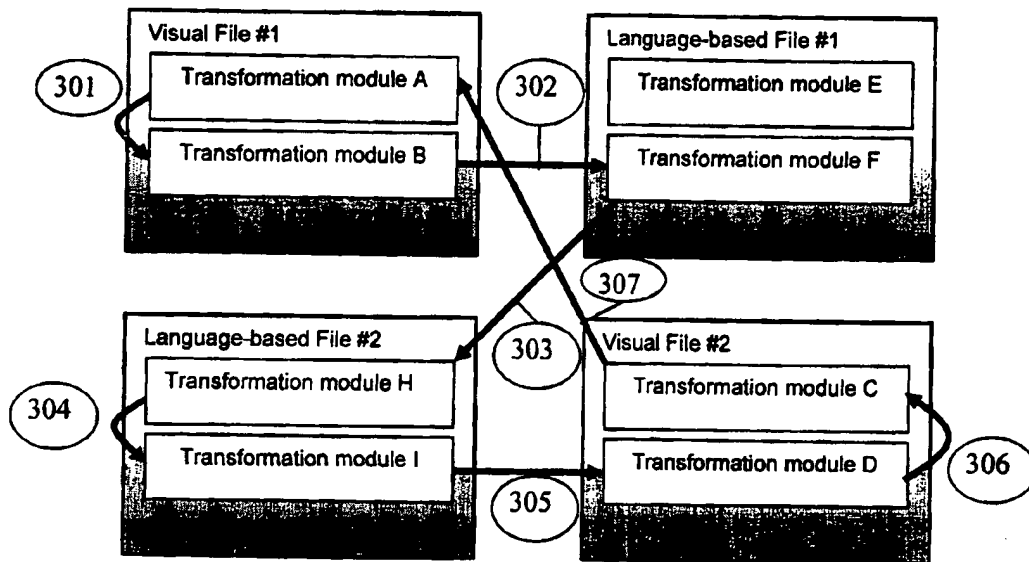 Visual File #1
Transformation module A
Transformation module B
301
302
Language-based File #1
Transformation module E
Transformation module F
307
303
Language-based File #2
Transformation module H
Transformation module I
304
305
Visual File #2
Transformation module C
Transformation module D
306